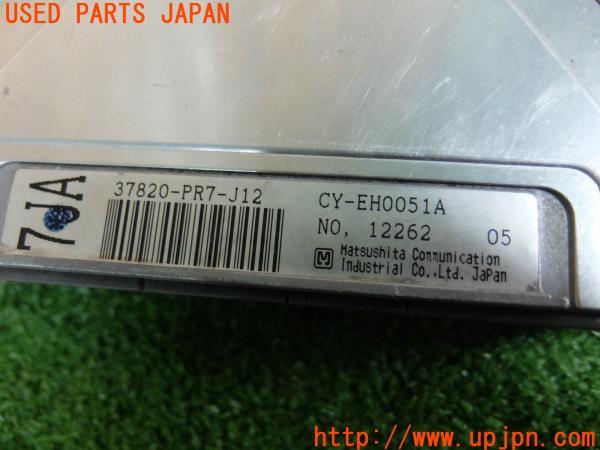 USED PARTS JAPAN
7JA
37820-PR7-J12
CY-EH0051A
NO, 12262 05
M
Matsushita Communication
Industrial Co.,Ltd. Japan
http://www.upjpn.com/